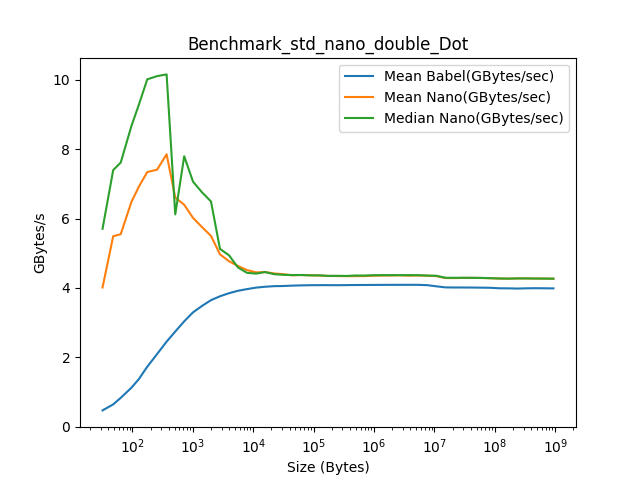 Benchmark_std_nano_double_Dot
Mean Babel(GBytes/sec)
Mean Nano(GBytes/sec)
Median Nano(GBytes/sec)
GBytes/s
10
8
6
4
2
0
10² 10³ 10⁴ 10⁵ 10⁶ 10⁷ 10⁸ 10⁹
Size (Bytes)